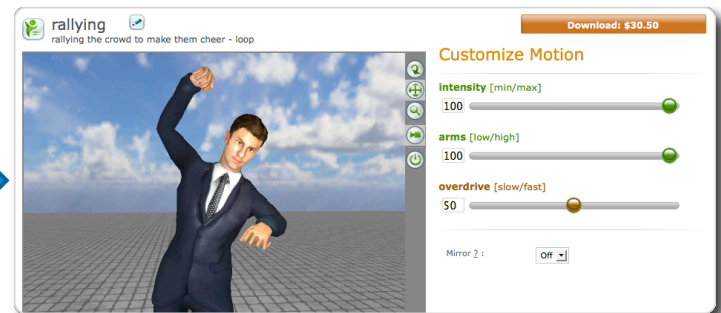 rallying
rallying the crowd to make them cheer - loop
Download: $30.50
Customize Motion
intensity [min/max]
100
arms [low/high]
100
overdrive [slow/fast]
50
Mirror ? : Off